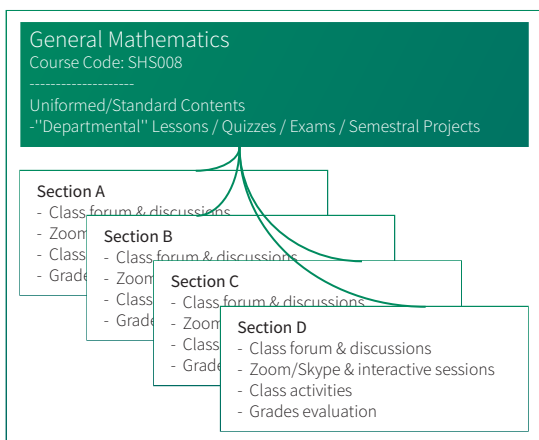 General Mathematics
Course Code: SHS008
--------------------
Uniformed/Standard Contents
-"Departmental" Lessons / Quizzes / Exams / Semestral Projects
Section A
- Class forum & discussions
- Zoom
- Class
- Grade
Section B
- Class forum & discussions
- Zoom
- Class
- Grade
Section C
- Class forum & discussions
- Zoom
- Class
- Grade
Section D
- Class forum & discussions
- Zoom/Skype & interactive sessions
- Class activities
- Grades evaluation